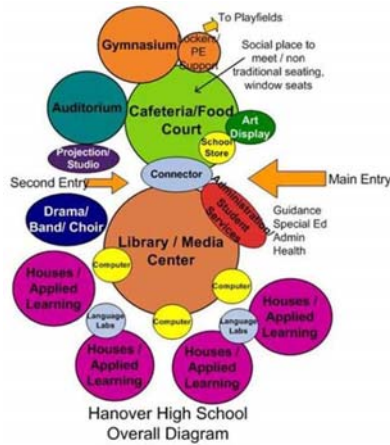 To Playfields
Gymnasium
Lockers/
PE
Support
Social place to
meet / non
traditional seating,
window seats
Auditorium
Cafeteria/Food
Court
Art
Display
School
Store
Projection/
Studio
Connector
Second Entry
Main Entry
Administration/
Student
Services
Guidance
Special Ed
Admin
Health
Drama/
Band/ Choir
Library / Media
Center
Computer
Computer
Computer
Houses /
Applied
Learning
Houses /
Applied
Learning
Language
Labs
Language
Labs
Houses /
Applied
Learning
Houses /
Applied
Learning
Hanover High School
Overall Diagram